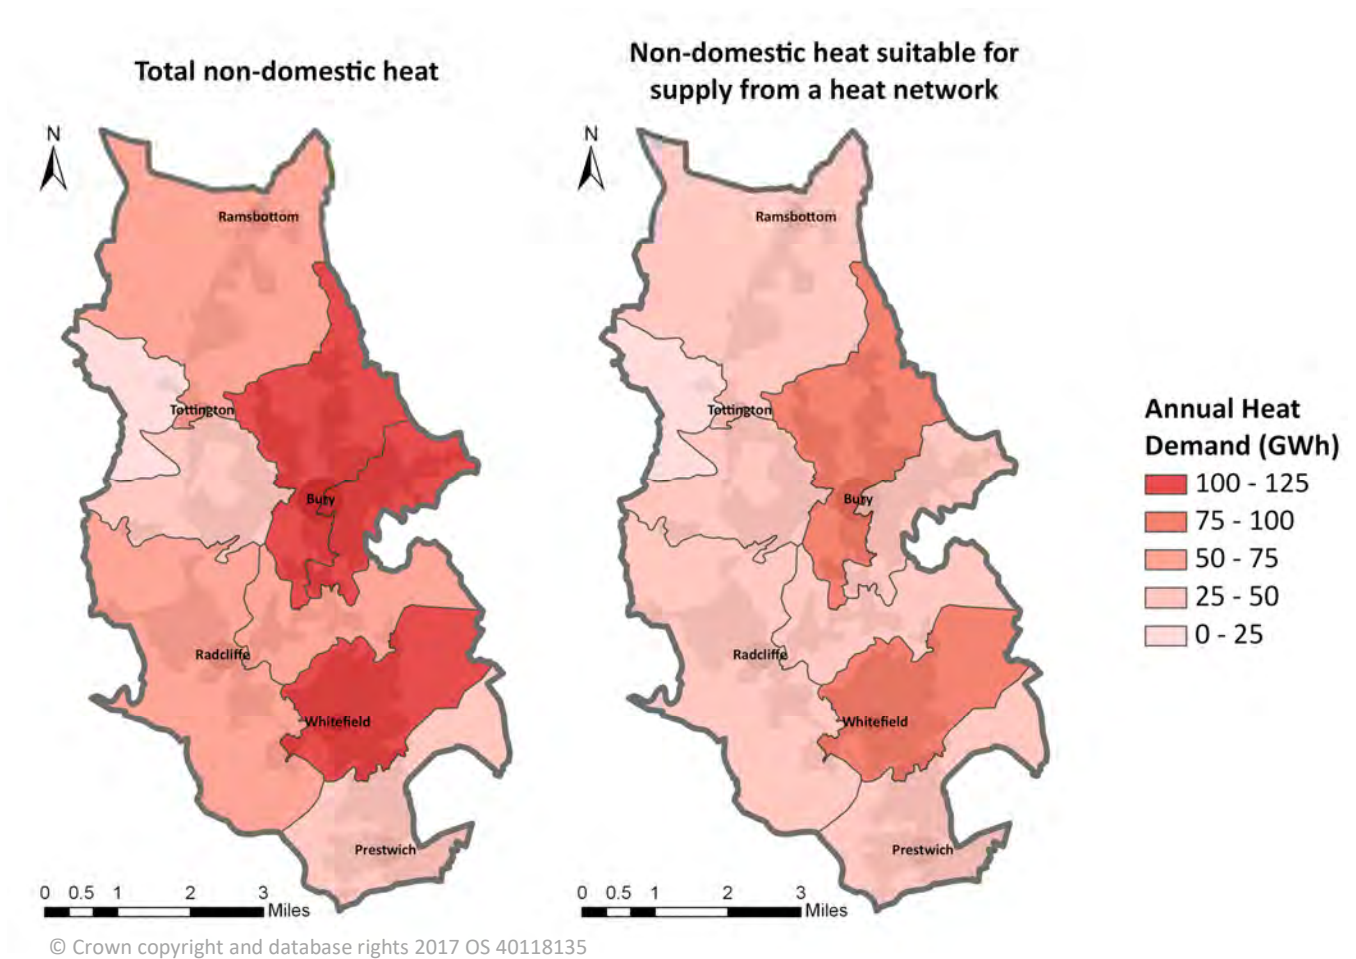 Total non-domestic heat
Non-domestic heat suitable for
supply from a heat network
N
Ramsbottom
Tottington
Bury
Radcliffe
Whitefield
Prestwich
0 0.5 1 2 3
Miles
N
Ramsbottom
Tottington
Bury
Radcliffe
Whitefield
Prestwich
0 0.5 1 2 3
Miles
Annual Heat
Demand (GWh)
100 - 125
75 - 100
50 - 75
25 - 50
0 - 25
© Crown copyright and database rights 2017 OS 40118135